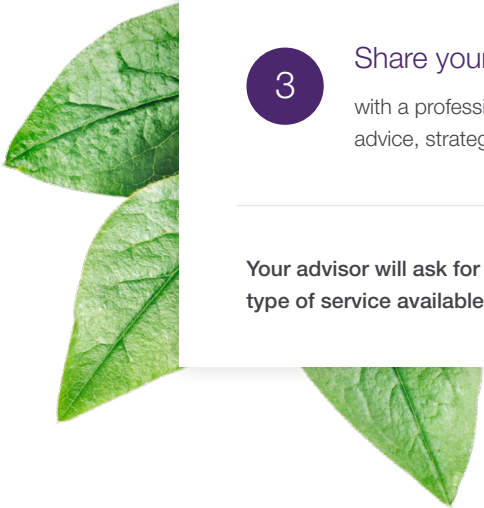 3
Share your
with a professi
advice, strateg
Your advisor will ask for
type of service available